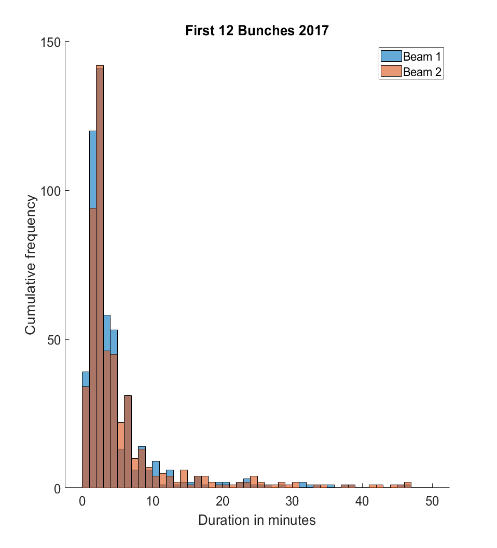 First 12 Bunches 2017
Beam 1
Beam 2
150
100
50
0
Cumulative frequency
0 10 20 30 40 50
Duration in minutes